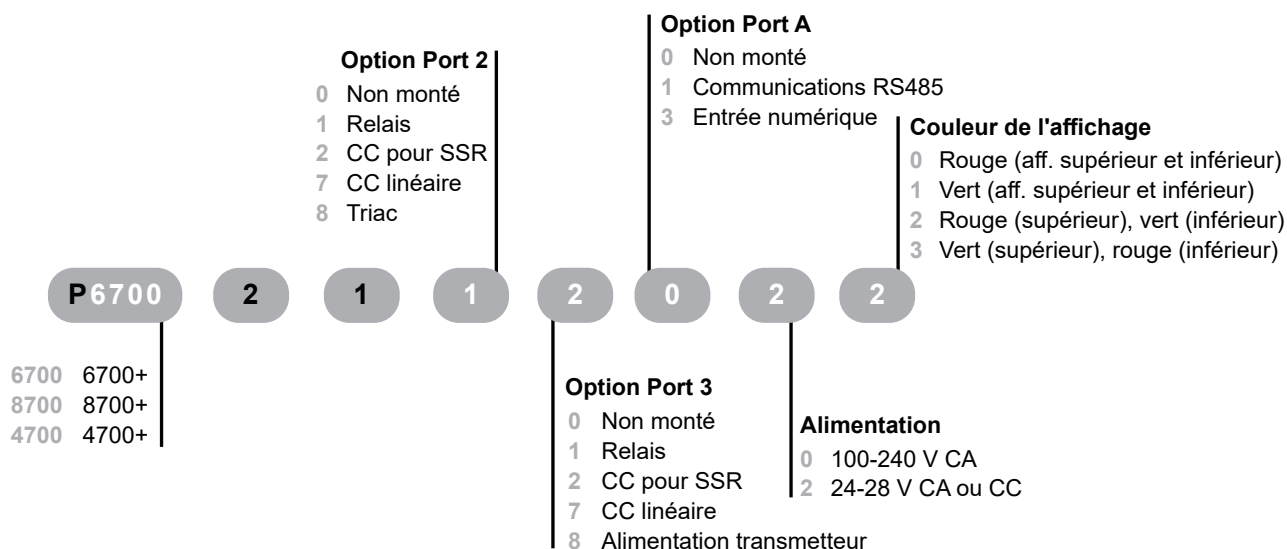 Option Port A
0 Non monté
1 Communications RS485
3 Entrée numérique
Option Port 2
0 Non monté
1 Relais
2 CC pour SSR
7 CC linéaire
8 Triac
Couleur de l'affichage
0 Rouge (aff. supérieur et inférieur)
1 Vert (aff. supérieur et inférieur)
2 Rouge (supérieur), vert (inférieur)
3 Vert (supérieur), rouge (inférieur)
P6700 2 1 1 2 0 2 2
6700 6700+
8700 8700+
4700 4700+
Option Port 3
0 Non monté
1 Relais
2 CC pour SSR
7 CC linéaire
8 Alimentation transmetteur
Alimentation
0 100-240 V CA
2 24-28 V CA ou CC